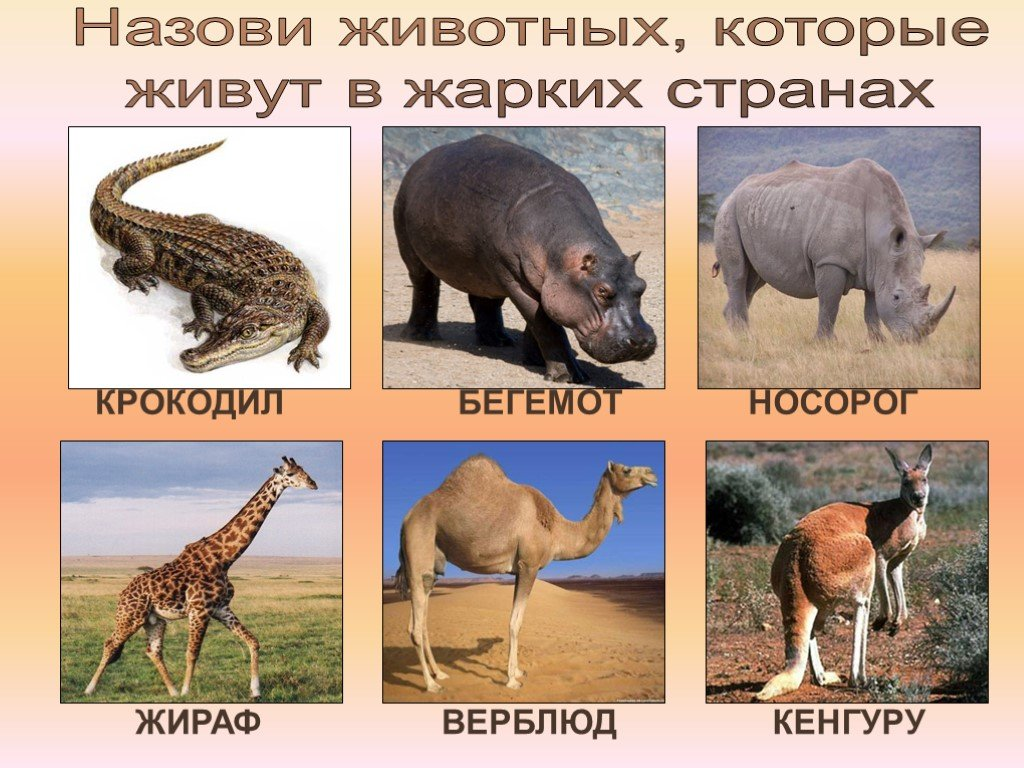 Назови животных, которые
живут в жарких странах
КРОКОДИЛ
БЕГЕМОТ
НОСОРОГ
ЖИРАФ
ВЕРБЛЮД
КЕНГУРУ